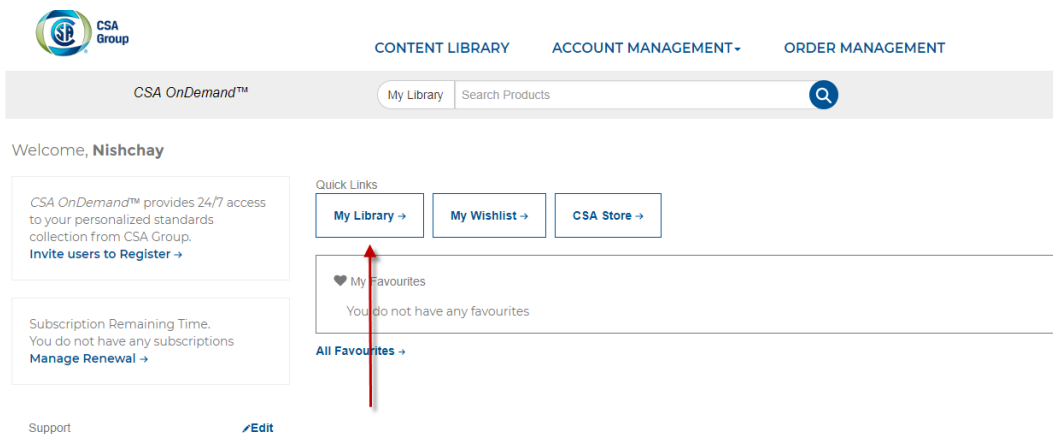 CSA
Group
CONTENT LIBRARY ACCOUNT MANAGEMENT ORDER MANAGEMENT
CSA OnDemand™
My Library Search Products
Welcome, Nishchay
CSA OnDemand™ provides 24/7 access
to your personalized standards
collection from CSA Group.
Invite users to Register →
Subscription Remaining Time.
You do not have any subscriptions
Manage Renewal →
Support Edit
Quick Links
My Library → My Wishlist → CSA Store →
My Favourites
You do not have any favourites
All Favourites →